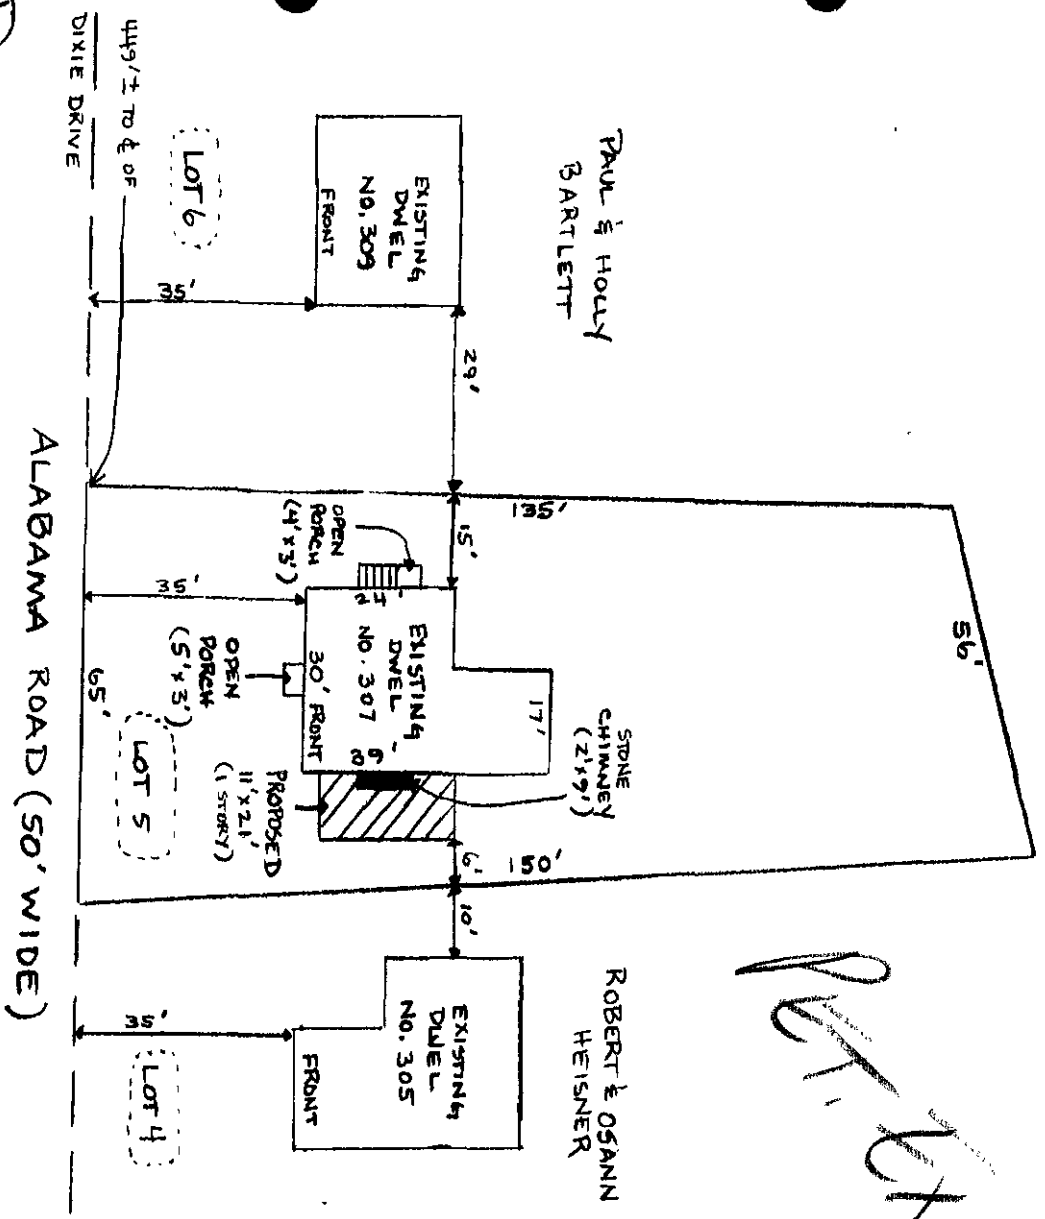 PAUL & HOLLY
BARTLETT
ROBERT & OSANN
HEISNER
56'
135'
150'
STONE
CHIMNEY
(2'x9')
17'
29'
15'
6'
10'
EXISTING
DWEL
NO. 309
FRONT
OPEN
PORCH
(4'x3')
24'
EXISTING
DWEL
NO. 307
39'
30' FRONT
EXISTING
DWEL
NO. 305
FRONT
35'
35'
35'
OPEN
PORCH
(5'x3')
PROPOSED
11'x21'
(1 STORY)
LOT 6
LOT 5
LOT 4
449'± TO ℄ OF
DIXIE DRIVE
65'
ALABAMA ROAD (50' WIDE)